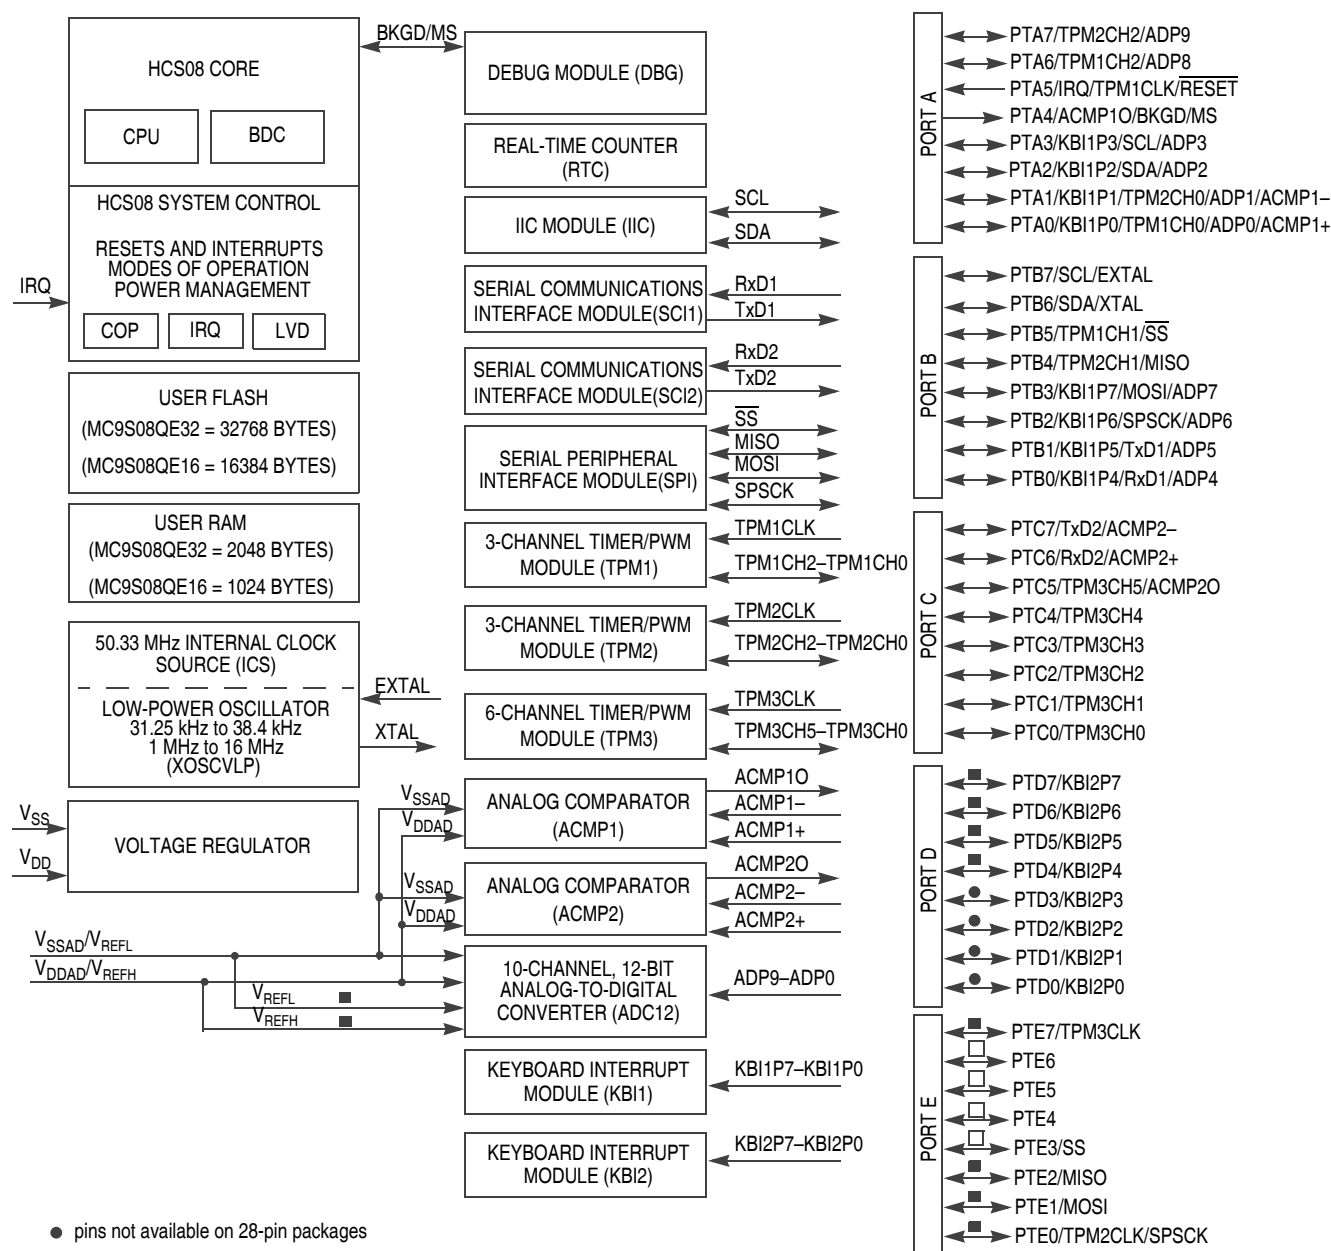 HCS08 CORE
CPU
BDC
HCS08 SYSTEM CONTROL
RESETS AND INTERRUPTS
MODES OF OPERATION
POWER MANAGEMENT
IRQ
COP
IRQ
LVD
USER FLASH
(MC9S08QE32 = 32768 BYTES)
(MC9S08QE16 = 16384 BYTES)
USER RAM
(MC9S08QE32 = 2048 BYTES)
(MC9S08QE16 = 1024 BYTES)
50.33 MHz INTERNAL CLOCK
SOURCE (ICS)
LOW-POWER OSCILLATOR
31.25 kHz to 38.4 kHz
1 MHz to 16 MHz
(XOSCVLP)
EXTAL
XTAL
VSS
VDD
VOLTAGE REGULATOR
VSSAD/VREFL
VDDAD/VREFH
BKGD/MS
DEBUG MODULE (DBG)
REAL-TIME COUNTER
(RTC)
IIC MODULE (IIC)
SCL
SDA
SERIAL COMMUNICATIONS
INTERFACE MODULE(SCI1)
RxD1
TxD1
SERIAL COMMUNICATIONS
INTERFACE MODULE(SCI2)
RxD2
TxD2
SERIAL PERIPHERAL
INTERFACE MODULE(SPI)
SS
MISO
MOSI
SPSCK
3-CHANNEL TIMER/PWM
MODULE (TPM1)
TPM1CLK
TPM1CH2–TPM1CH0
3-CHANNEL TIMER/PWM
MODULE (TPM2)
TPM2CLK
TPM2CH2–TPM2CH0
6-CHANNEL TIMER/PWM
MODULE (TPM3)
TPM3CLK
TPM3CH5–TPM3CH0
VSSAD
VDDAD
ANALOG COMPARATOR
(ACMP1)
ACMP1O
ACMP1–
ACMP1+
VSSAD
VDDAD
ANALOG COMPARATOR
(ACMP2)
ACMP2O
ACMP2–
ACMP2+
VREFL
VREFH
10-CHANNEL, 12-BIT
ANALOG-TO-DIGITAL
CONVERTER (ADC12)
ADP9–ADP0
KEYBOARD INTERRUPT
MODULE (KBI1)
KBI1P7–KBI1P0
KEYBOARD INTERRUPT
MODULE (KBI2)
KBI2P7–KBI2P0
PORT A
PTA7/TPM2CH2/ADP9
PTA6/TPM1CH2/ADP8
PTA5/IRQ/TPM1CLK/RESET
PTA4/ACMP1O/BKGD/MS
PTA3/KBI1P3/SCL/ADP3
PTA2/KBI1P2/SDA/ADP2
PTA1/KBI1P1/TPM2CH0/ADP1/ACMP1–
PTA0/KBI1P0/TPM1CH0/ADP0/ACMP1+
PORT B
PTB7/SCL/EXTAL
PTB6/SDA/XTAL
PTB5/TPM1CH1/SS
PTB4/TPM2CH1/MISO
PTB3/KBI1P7/MOSI/ADP7
PTB2/KBI1P6/SPSCK/ADP6
PTB1/KBI1P5/TxD1/ADP5
PTB0/KBI1P4/RxD1/ADP4
PORT C
PTC7/TxD2/ACMP2–
PTC6/RxD2/ACMP2+
PTC5/TPM3CH5/ACMP2O
PTC4/TPM3CH4
PTC3/TPM3CH3
PTC2/TPM3CH2
PTC1/TPM3CH1
PTC0/TPM3CH0
PORT D
PTD7/KBI2P7
PTD6/KBI2P6
PTD5/KBI2P5
PTD4/KBI2P4
PTD3/KBI2P3
PTD2/KBI2P2
PTD1/KBI2P1
PTD0/KBI2P0
PORT E
PTE7/TPM3CLK
PTE6
PTE5
PTE4
PTE3/SS
PTE2/MISO
PTE1/MOSI
PTE0/TPM2CLK/SPSCK
● pins not available on 28-pin packages